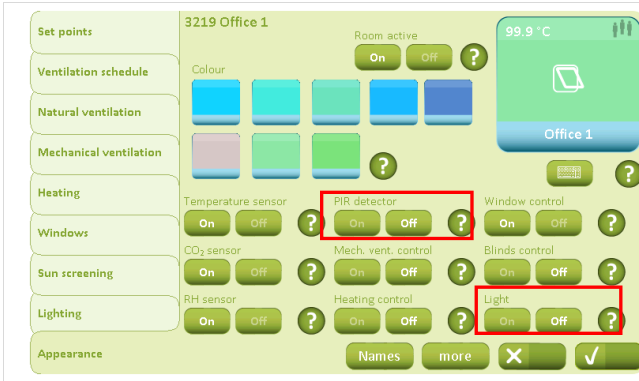 Set points
Ventilation schedule
Natural ventilation
Mechanical ventilation
Heating
Windows
Sun screening
Lighting
Appearance
3219 Office 1
Room active
On Off ?
Colour
?
99.9 °C
Office 1
?
Temperature sensor PIR detector Window control
On Off ? On Off ? On Off ?
CO₂ sensor Mech. vent. control Blinds control
On Off ? On Off ? On Off ?
RH sensor Heating control Light
On Off ? On Off ? On Off ?
Names more